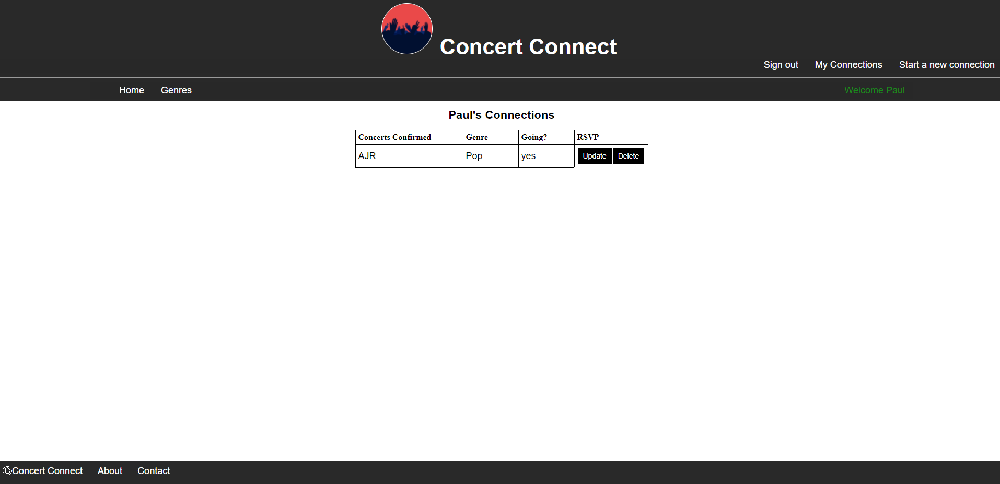 Concert Connect
Sign out My Connections Start a new connection
Home Genres Welcome Paul
Paul's Connections
Concerts Confirmed Genre Going? RSVP
AJR Pop yes Update Delete
©Concert Connect About Contact